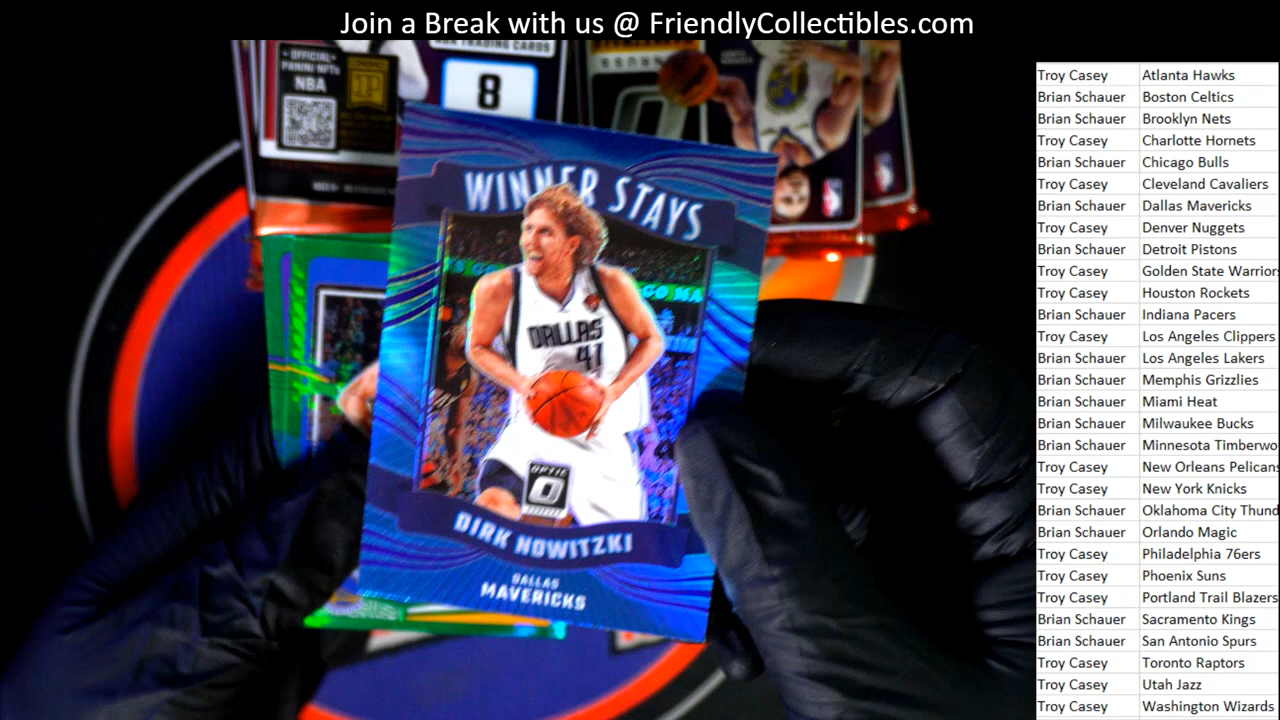 Join a Break with us @ FriendlyCollectibles.com
OFFICIAL
PANINI NFTs
NBA
NBA TRADING CARDS
8
WINNER STAYS
GO MA
DALLAS
41
OPTIC
DIRK NOWITZKI
DALLAS
MAVERICKS
Troy Casey Atlanta Hawks
Brian Schauer Boston Celtics
Brian Schauer Brooklyn Nets
Troy Casey Charlotte Hornets
Brian Schauer Chicago Bulls
Troy Casey Cleveland Cavaliers
Brian Schauer Dallas Mavericks
Troy Casey Denver Nuggets
Brian Schauer Detroit Pistons
Troy Casey Golden State Warrior
Troy Casey Houston Rockets
Brian Schauer Indiana Pacers
Troy Casey Los Angeles Clippers
Brian Schauer Los Angeles Lakers
Brian Schauer Memphis Grizzlies
Brian Schauer Miami Heat
Brian Schauer Milwaukee Bucks
Brian Schauer Minnesota Timberwo
Troy Casey New Orleans Pelicans
Troy Casey New York Knicks
Brian Schauer Oklahoma City Thund
Brian Schauer Orlando Magic
Troy Casey Philadelphia 76ers
Troy Casey Phoenix Suns
Troy Casey Portland Trail Blazers
Brian Schauer Sacramento Kings
Brian Schauer San Antonio Spurs
Troy Casey Toronto Raptors
Troy Casey Utah Jazz
Troy Casey Washington Wizards